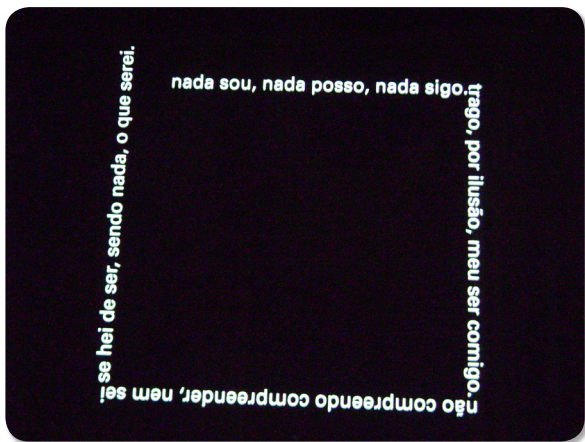 nada sou, nada posso, nada sigo.
trago, por ilusão, meu ser comigo.
não compreendo compreender, nem sei
se hei de ser, sendo nada, o que serei.